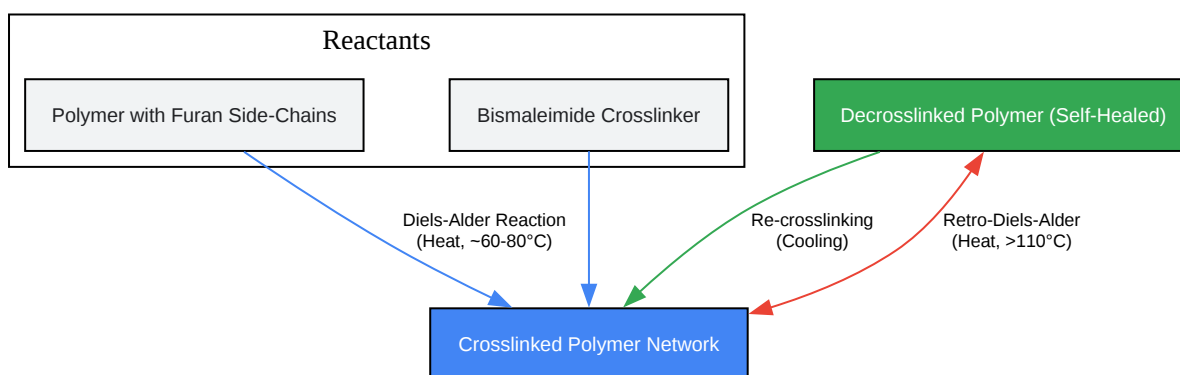 Reactants
Polymer with Furan Side-Chains
Bismaleimide Crosslinker
Decrosslinked Polymer (Self-Healed)
Diels-Alder Reaction
(Heat, ~60-80°C)
Re-crosslinking
(Cooling)
Retro-Diels-Alder
(Heat, >110°C)
Crosslinked Polymer Network